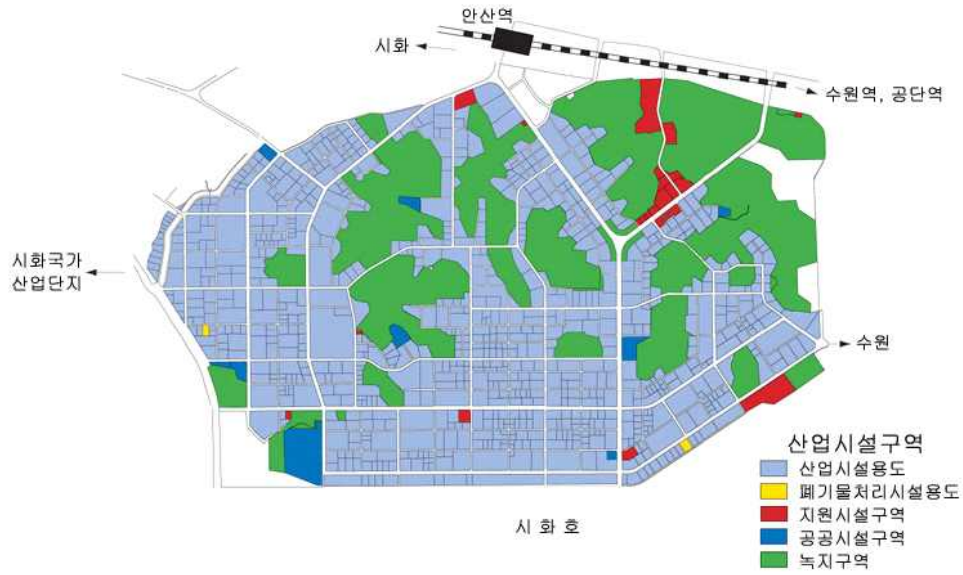 안산역
시화
수원역, 공단역
시화국가
산업단지
수원
시 화 호
산업시설구역
산업시설용도
폐기물처리시설용도
지원시설구역
공공시설구역
녹지구역